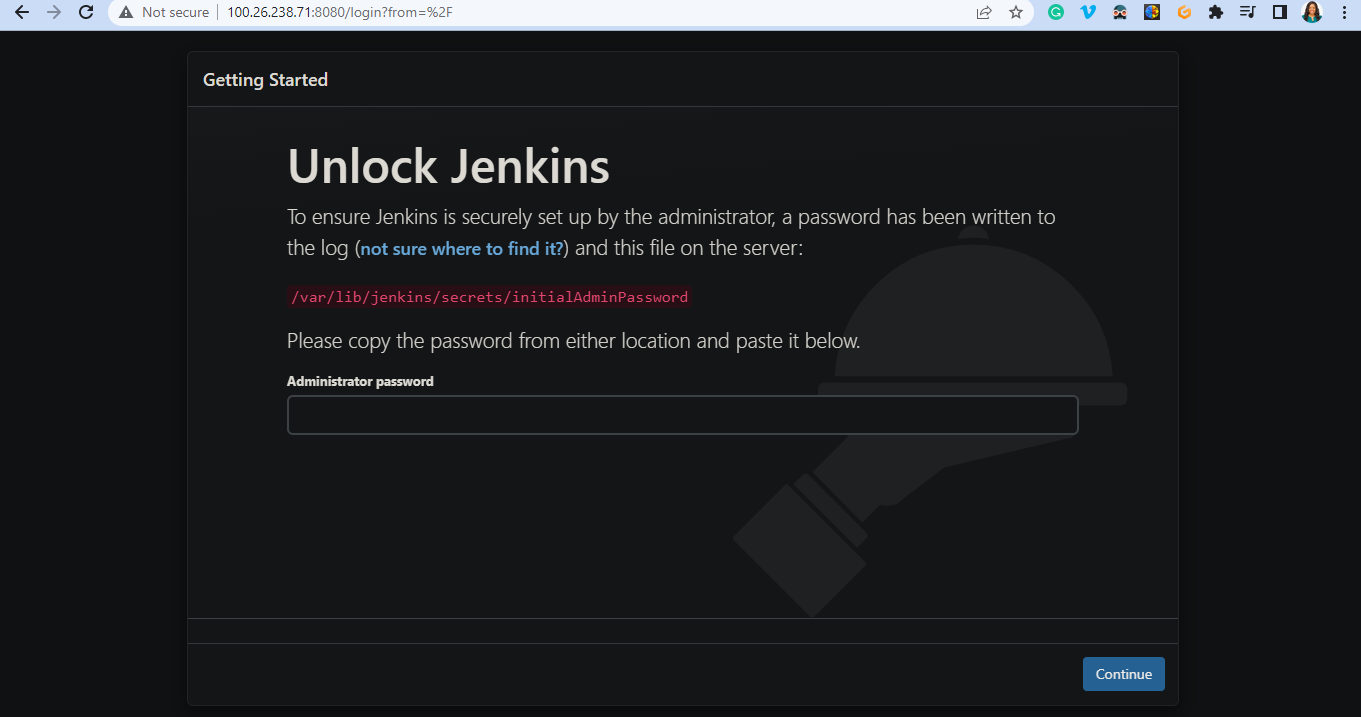 Not secure | 100.26.238.71:8080/login?from=%2F
Getting Started
Unlock Jenkins
To ensure Jenkins is securely set up by the administrator, a password has been written to
the log (not sure where to find it?) and this file on the server:
/var/lib/jenkins/secrets/initialAdminPassword
Please copy the password from either location and paste it below.
Administrator password
Continue